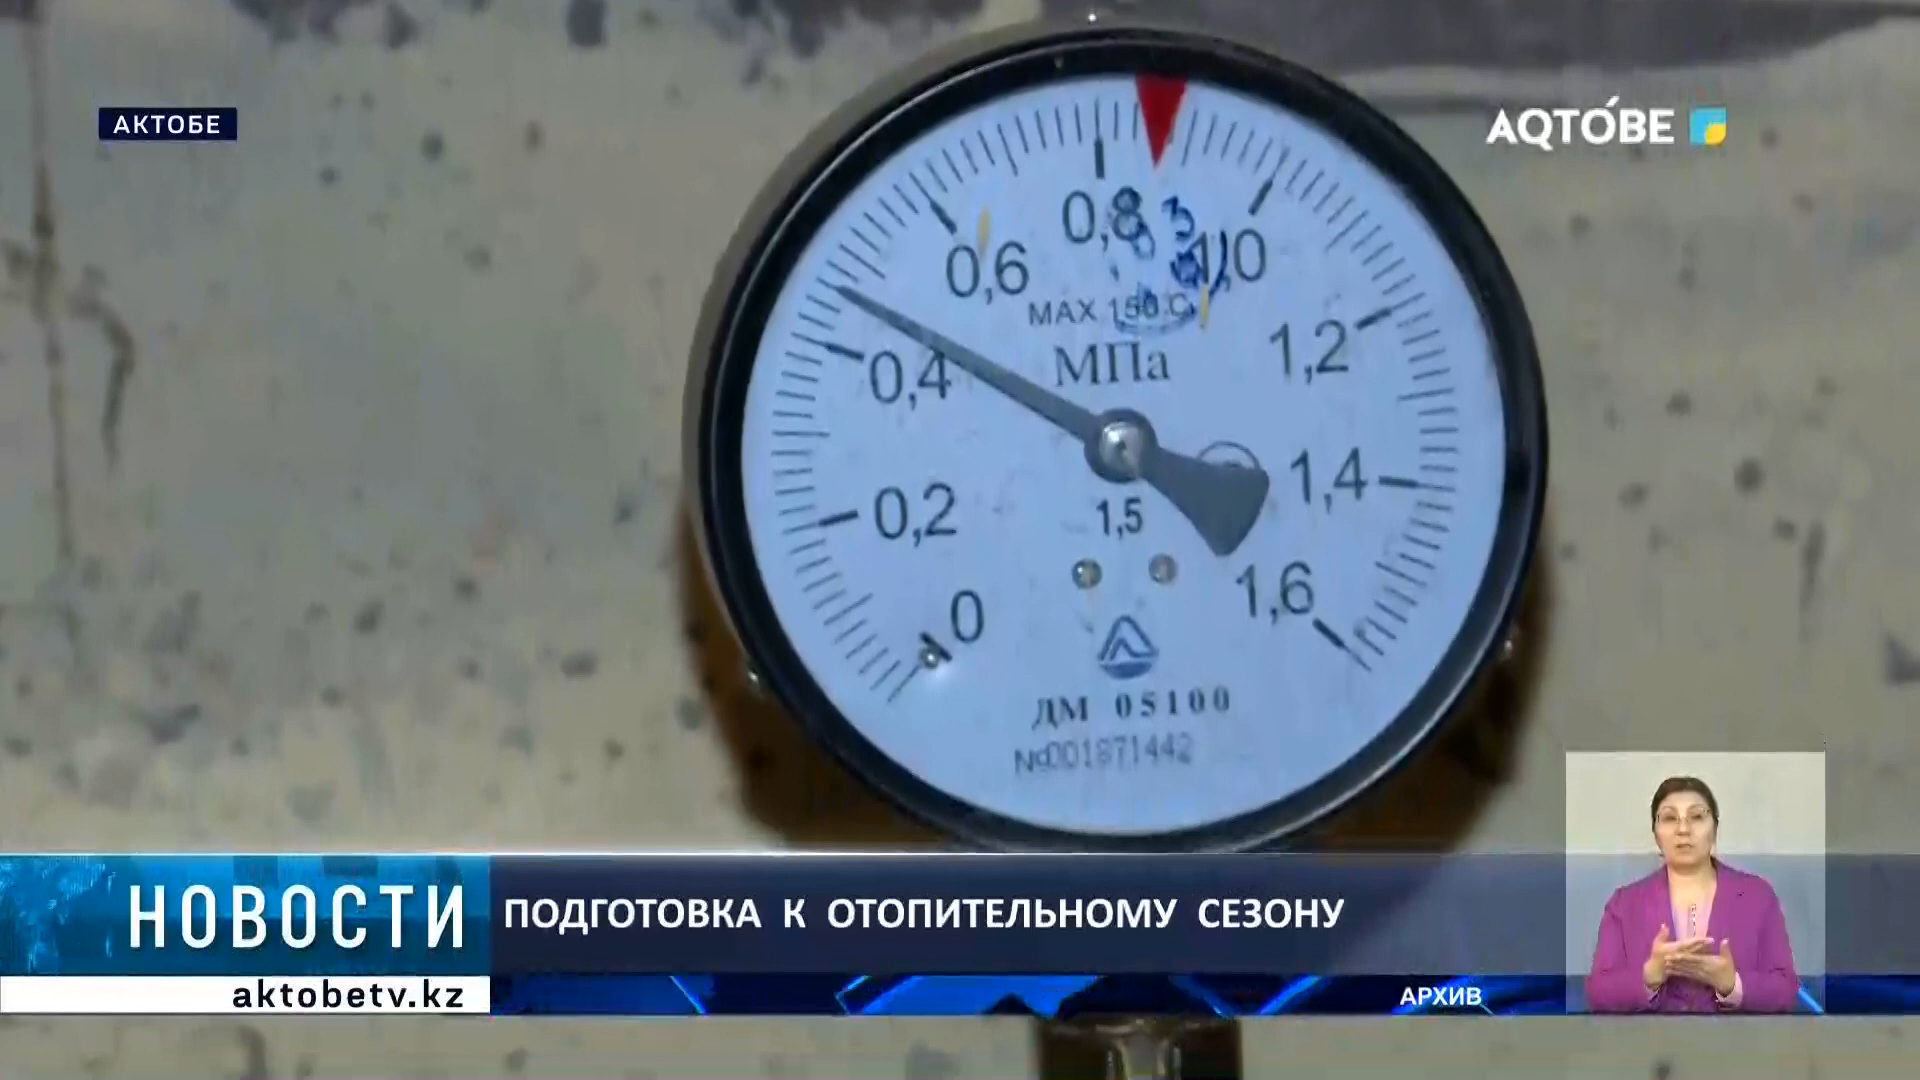 АКТОБЕ
AQTÓBE
0,8
0,6
1,0
MAX 150 C
МПа
1,2
0,4
1,4
0,2
1,5
1,6
0
ДМ 05100
№001871442
НОВОСТИ
ПОДГОТОВКА К ОТОПИТЕЛЬНОМУ СЕЗОНУ
aktobetv.kz
АРХИВ